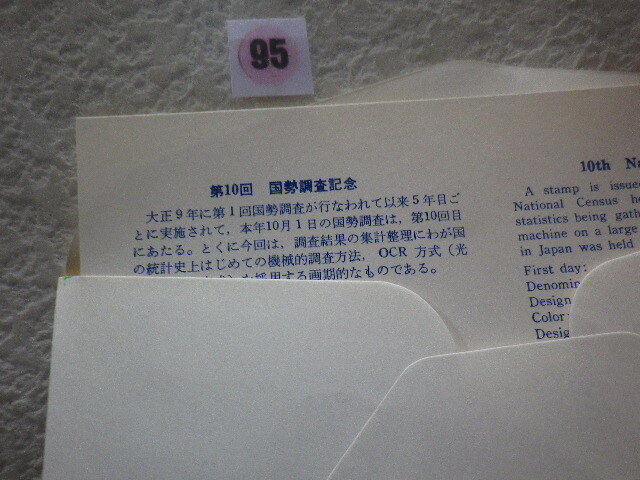 95
第10回 国勢調査記念
大正9年に第1回国勢調査が行なわれて以来5年目ご
とに実施されて，本年10月1日の国勢調査は，第10回目
にあたる。とくに今回は，調査結果の集計整理にわが国
の統計史上はじめての機械的調査方法，OCR 方式（光
採用する画期的なものである。
10th
A stamp is issued
National Census
statistics being
machine on a large
in Japan was held
First day:
Design
Color: